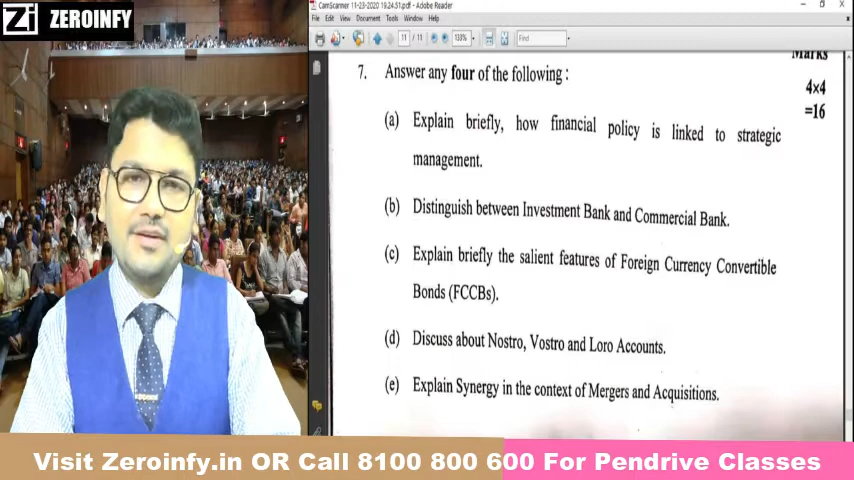 Zi ZEROINFY
CamScanner 11-23-2020 19.24.51.pdf - Adobe Reader
File Edit View Document Tools Window Help
11 / 11 133% Find
Marks
7. Answer any four of the following :
4×4
=16
(a) Explain briefly, how financial policy is linked to strategic
management.
(b) Distinguish between Investment Bank and Commercial Bank.
(c) Explain briefly the salient features of Foreign Currency Convertible
Bonds (FCCBs).
(d) Discuss about Nostro, Vostro and Loro Accounts.
(e) Explain Synergy in the context of Mergers and Acquisitions.
Visit Zeroinfy.in OR Call 8100 800 600 For Pendrive Classes